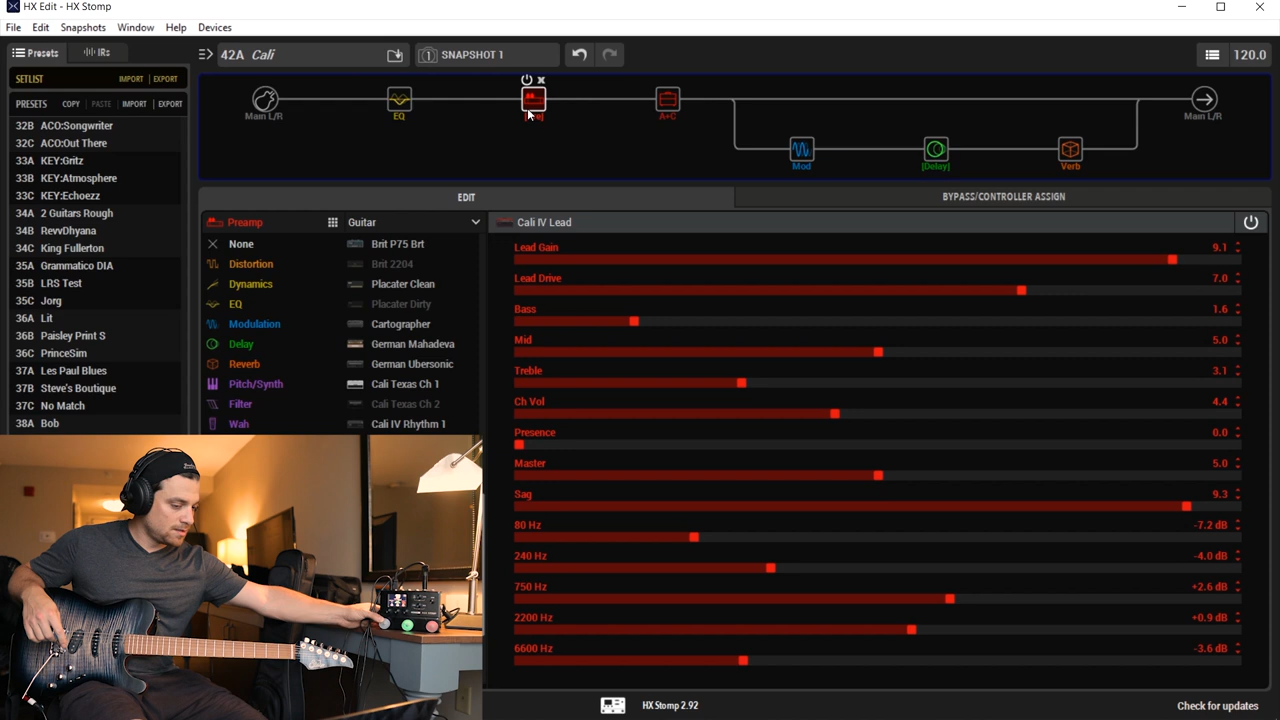 HX Edit - HX Stomp
File Edit Snapshots Window Help Devices
Presets IRs
42A Cali
1 SNAPSHOT 1
120.0
SETLIST IMPORT EXPORT
PRESETS COPY PASTE IMPORT EXPORT
32B ACO:Songwriter
32C ACO:Out There
33A KEY:Gritz
33B KEY:Atmosphere
33C KEY:Echoezz
34A 2 Guitars Rough
34B RevvDhyana
34C King Fullerton
35A Grammatico DIA
35B LRS Test
35C Jorg
36A Lit
36B Paisley Print S
36C PrinceSim
37A Les Paul Blues
37B Steve's Boutique
37C No Match
38A Bob
Main L/R EQ A+C Main L/R
Mod [Delay] Verb
EDIT BYPASS/CONTROLLER ASSIGN
Preamp Guitar
None
Distortion
Dynamics
EQ
Modulation
Delay
Reverb
Pitch/Synth
Filter
Wah
Brit P75 Brt
Brit 2204
Placater Clean
Placater Dirty
Cartographer
German Mahadeva
German Ubersonic
Cali Texas Ch 1
Cali Texas Ch 2
Cali IV Rhythm 1
Cali IV Lead
Lead Gain 9.1
Lead Drive 7.0
Bass 1.6
Mid 5.0
Treble 3.1
Ch Vol 4.4
Presence 0.0
Master 5.0
Sag 9.3
80 Hz -7.2 dB
240 Hz -4.0 dB
750 Hz +2.6 dB
2200 Hz +0.9 dB
6600 Hz -3.6 dB
HX Stomp 2.92
Check for updates